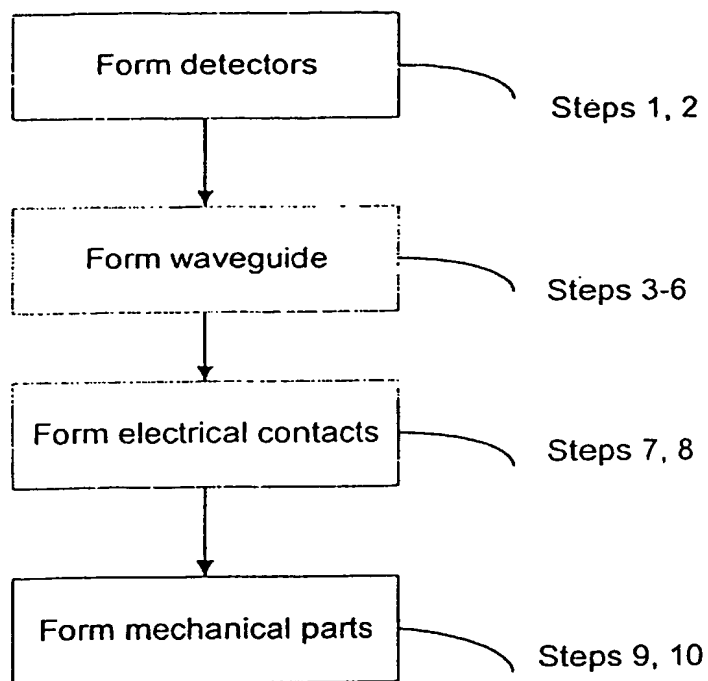 Form detectors
Steps 1, 2
Form waveguide
Steps 3-6
Form electrical contacts
Steps 7, 8
Form mechanical parts
Steps 9, 10